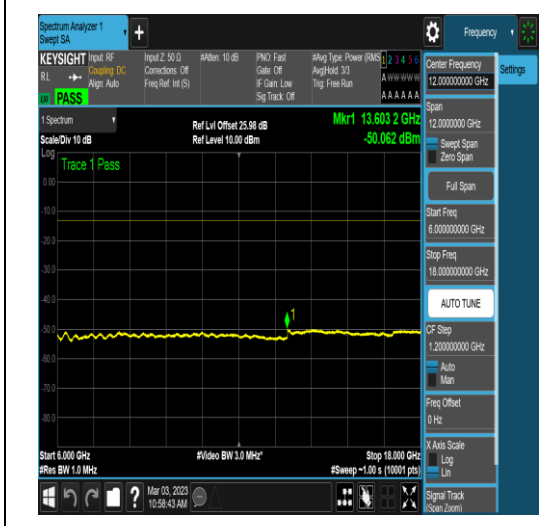 Spectrum Analyzer 1
Swept SA
+
Frequency
KEYSIGHT
RL
PASS
Input: RF
Coupling: DC
Align: Auto
Input Z: 50 Ω
Corrections: Off
Freq Ref: Int (S)
#Atten: 10 dB
PNO: Fast
Gate: Off
IF Gain: Low
Sig Track: Off
#Avg Type: Power (RMS)
Avg|Hold: 3/3
Trig: Free Run
1 2 3 4 5 6
A W W W W W
A A A A A A
1 Spectrum
Scale/Div 10 dB
Ref Lvl Offset 25.98 dB
Ref Level 10.00 dBm
Mkr1 13.603 2 GHz
-50.062 dBm
Log
Trace 1 Pass
0.00
-10.0
-20.0
-30.0
-40.0
-50.0
-60.0
-70.0
-80.0
1
Start 6.000 GHz
#Res BW 1.0 MHz
#Video BW 3.0 MHz*
Stop 18.000 GHz
#Sweep ~1.00 s (10001 pts)
Mar 03, 2023
10:58:43 AM
Center Frequency
12.000000000 GHz
Settings
Span
12.0000000 GHz
Swept Span
Zero Span
Full Span
Start Freq
6.000000000 GHz
Stop Freq
18.000000000 GHz
AUTO TUNE
CF Step
1.200000000 GHz
Auto
Man
Freq Offset
0 Hz
X Axis Scale
Log
Lin
Signal Track
(Span Zoom)